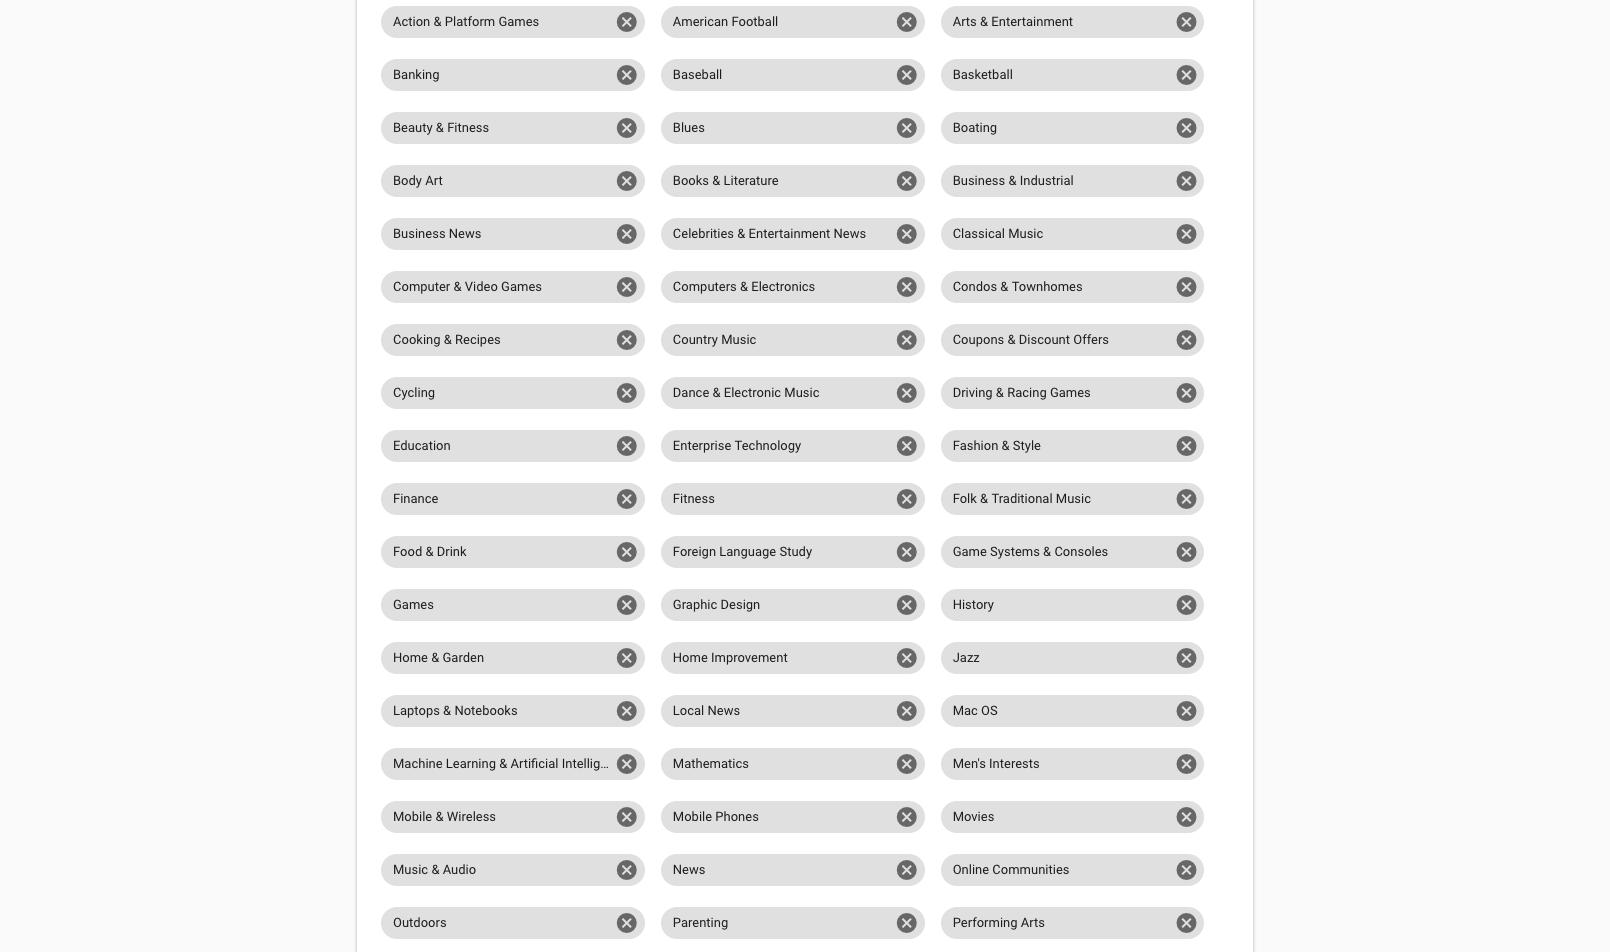 Action & Platform Games
American Football
Arts & Entertainment
Banking
Baseball
Basketball
Beauty & Fitness
Blues
Boating
Body Art
Books & Literature
Business & Industrial
Business News
Celebrities & Entertainment News
Classical Music
Computer & Video Games
Computers & Electronics
Condos & Townhomes
Cooking & Recipes
Country Music
Coupons & Discount Offers
Cycling
Dance & Electronic Music
Driving & Racing Games
Education
Enterprise Technology
Fashion & Style
Finance
Fitness
Folk & Traditional Music
Food & Drink
Foreign Language Study
Game Systems & Consoles
Games
Graphic Design
History
Home & Garden
Home Improvement
Jazz
Laptops & Notebooks
Local News
Mac OS
Machine Learning & Artificial Intellig...
Mathematics
Men's Interests
Mobile & Wireless
Mobile Phones
Movies
Music & Audio
News
Online Communities
Outdoors
Parenting
Performing Arts